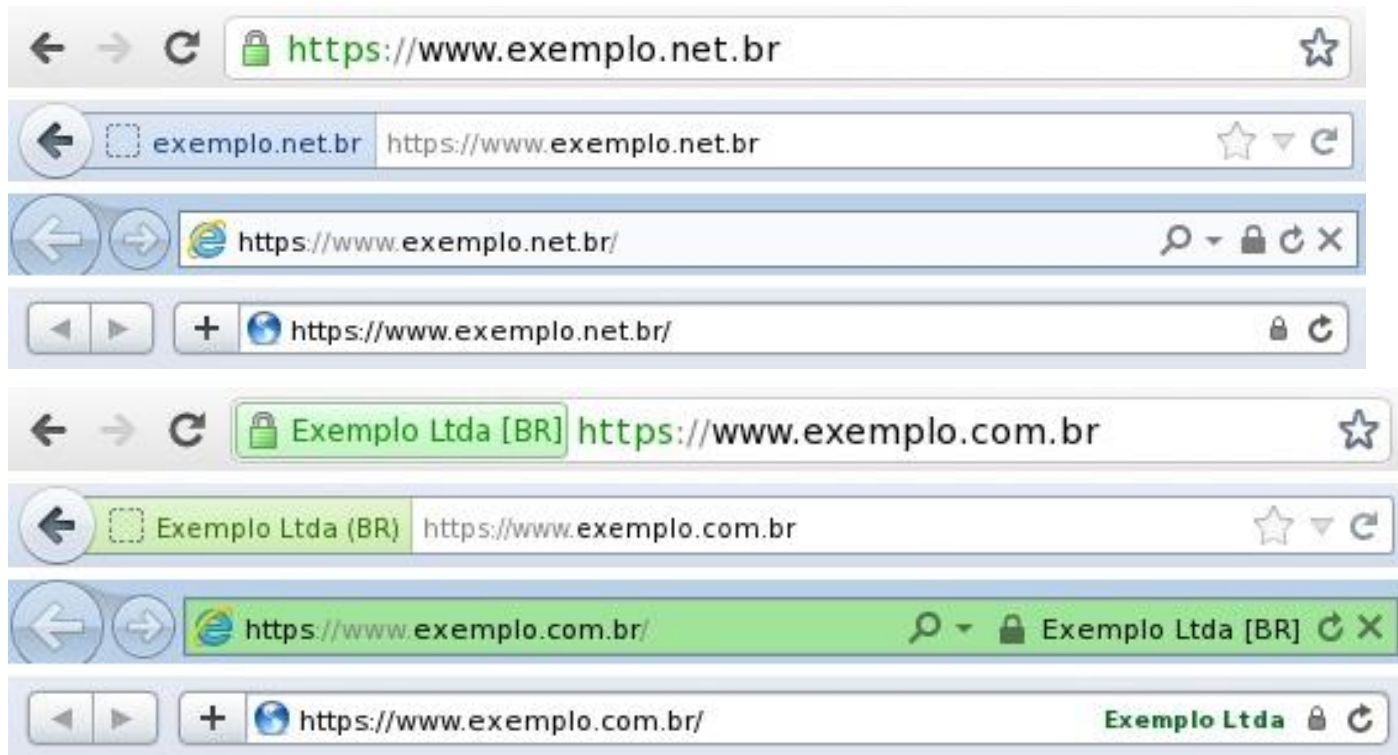 https://www.exemplo.net.br
exemplo.net.br https://www.exemplo.net.br
https://www.exemplo.net.br/
https://www.exemplo.net.br/
Exemplo Ltda [BR] https://www.exemplo.com.br
Exemplo Ltda (BR) https://www.exemplo.com.br
https://www.exemplo.com.br/ Exemplo Ltda [BR]
https://www.exemplo.com.br/ Exemplo Ltda